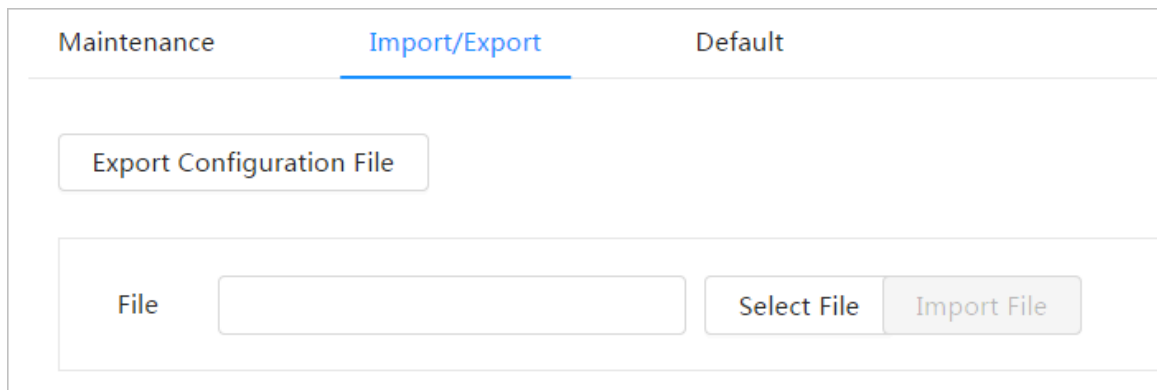 Maintenance Import/Export Default
Export Configuration File
File Select File Import File